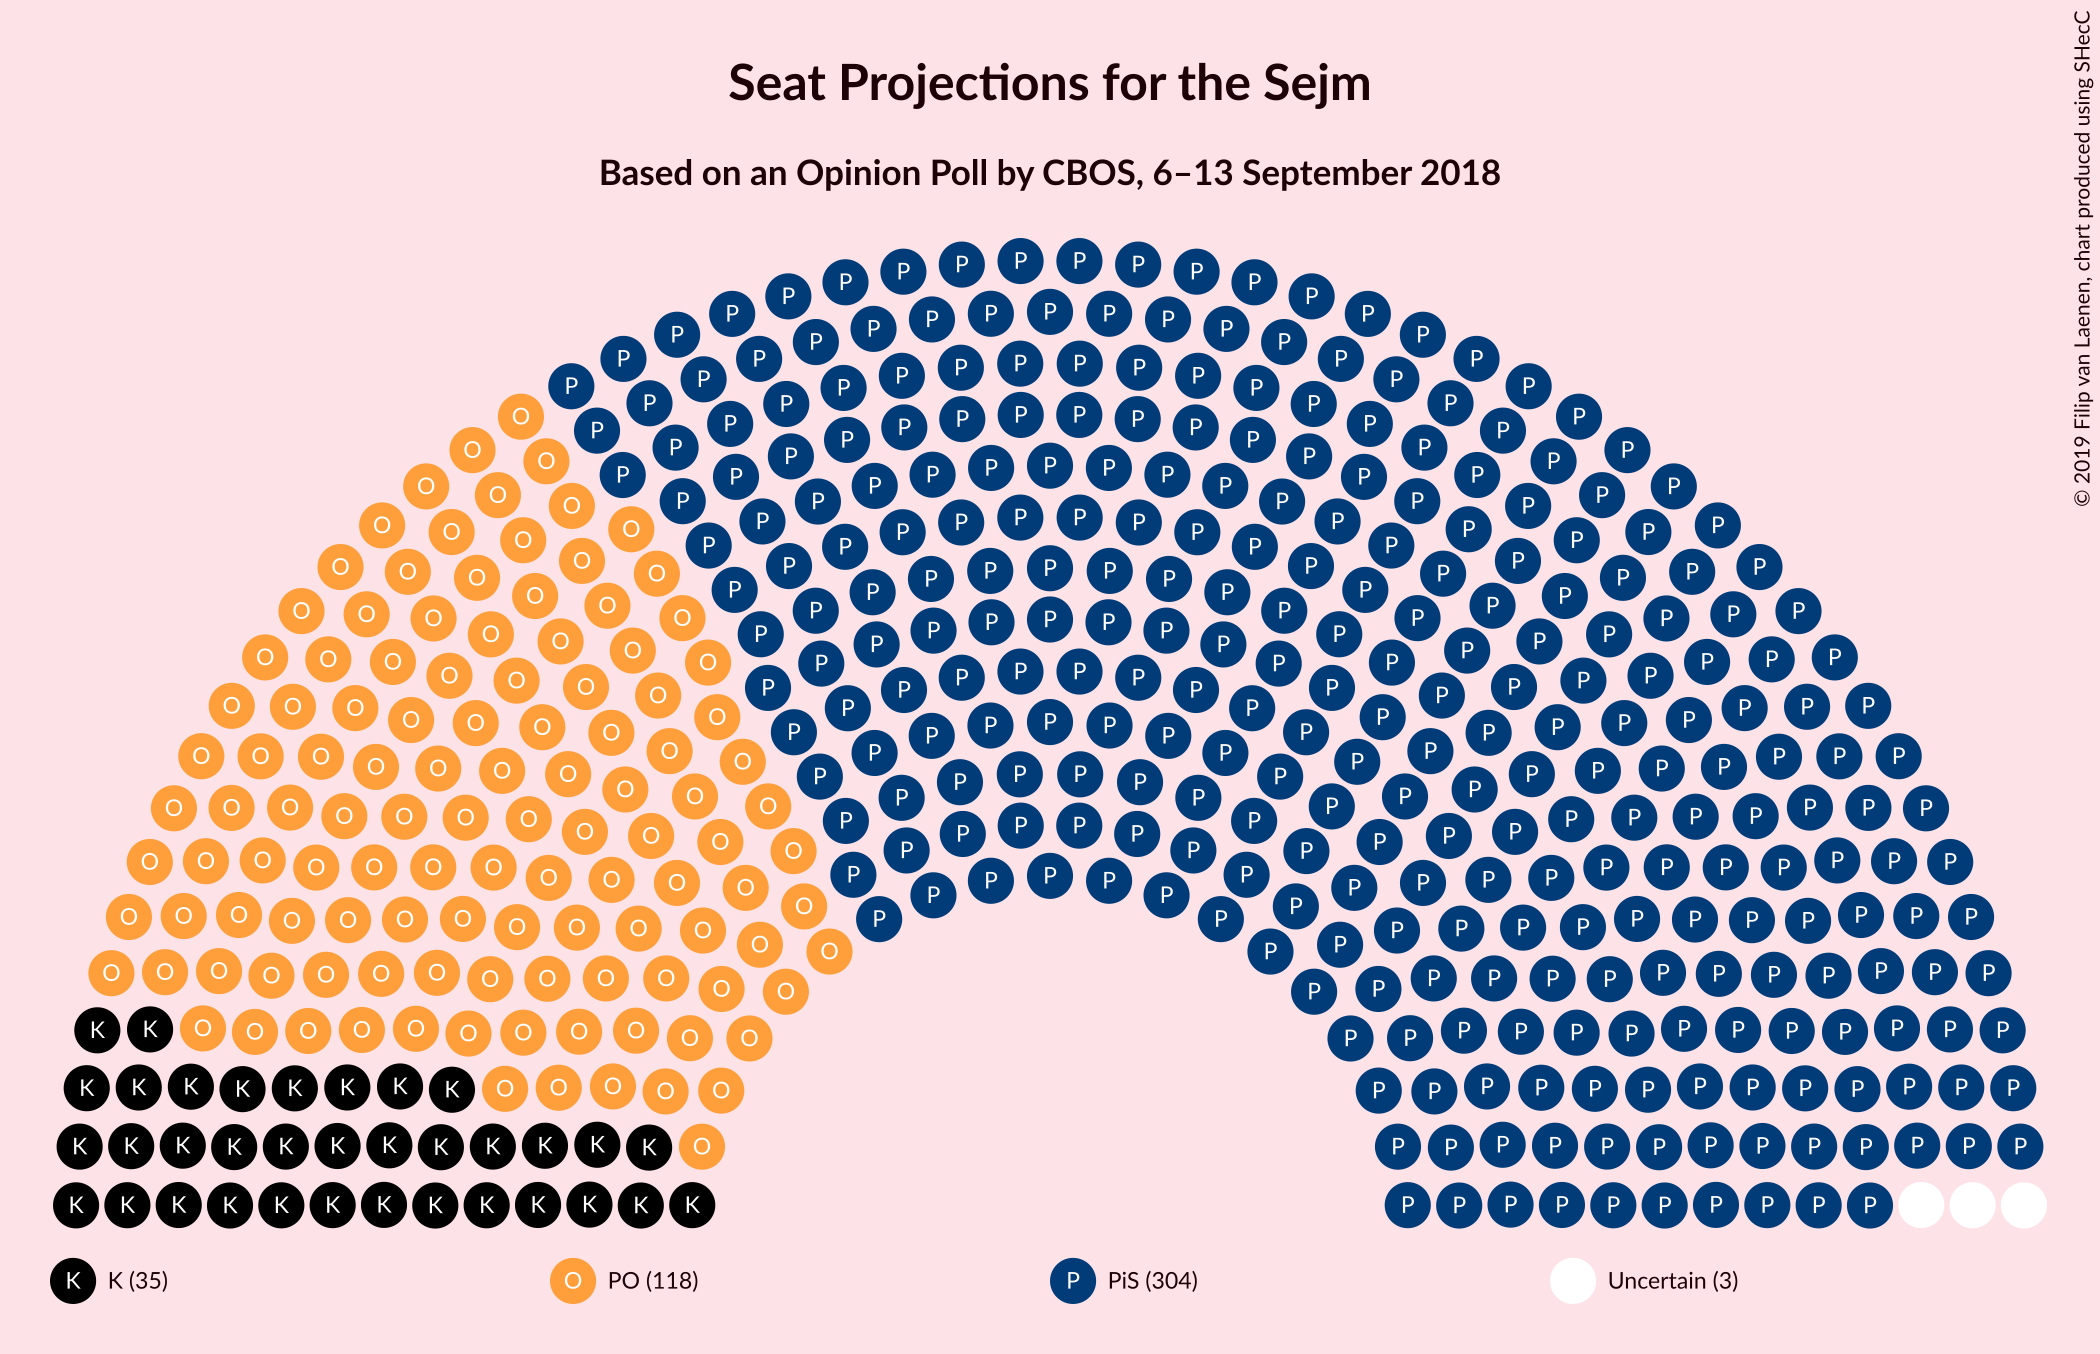 Seat Projections for the Sejm
Based on an Opinion Poll by CBOS, 6–13 September 2018
© 2019 Filip van Laenen, chart produced using SHecC
K K (35)
O PO (118)
P PiS (304)
Uncertain (3)